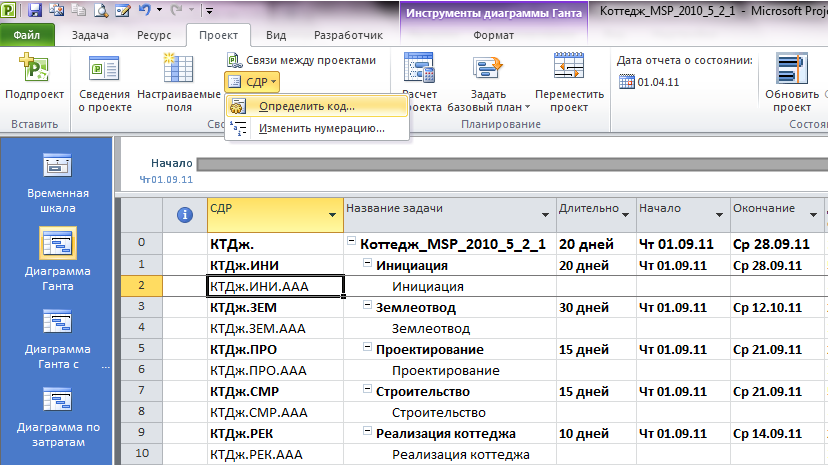 Инструменты диаграммы Ганта
Коттедж_MSP_2010_5_2_1 - Microsoft Proje
Файл Задача Ресурс Проект Вид Разработчик Формат
Подпроект
Сведения о проекте
Настраиваемые поля
Связи между проектами
СДР
Определить код...
Изменить нумерацию...
Расчет проекта
Задать базовый план
Переместить проект
Дата отчета о состоянии:
01.04.11
Обновить проект
Вставить
Планирование
Начало
Чт01.09.11
Временная шкала
Диаграмма Ганта
Диаграмма Ганта с ...
Диаграмма по затратам
СДР Название задачи Длительно Начало Окончание
0 КТДж. Коттедж_MSP_2010_5_2_1 20 дней Чт 01.09.11 Ср 28.09.11
1 КТДж.ИНИ Инициация 20 дней Чт 01.09.11 Ср 28.09.11
2 КТДж.ИНИ.ААА Инициация
3 КТДж.ЗЕМ Землеотвод 30 дней Чт 01.09.11 Ср 12.10.11
4 КТДж.ЗЕМ.ААА Землеотвод
5 КТДж.ПРО Проектирование 15 дней Чт 01.09.11 Ср 21.09.11
6 КТДж.ПРО.ААА Проектирование
7 КТДж.СМР Строительство 15 дней Чт 01.09.11 Ср 21.09.11
8 КТДж.СМР.ААА Строительство
9 КТДж.РЕК Реализация коттеджа 10 дней Чт 01.09.11 Ср 14.09.11
10 КТДж.РЕК.ААА Реализация коттеджа